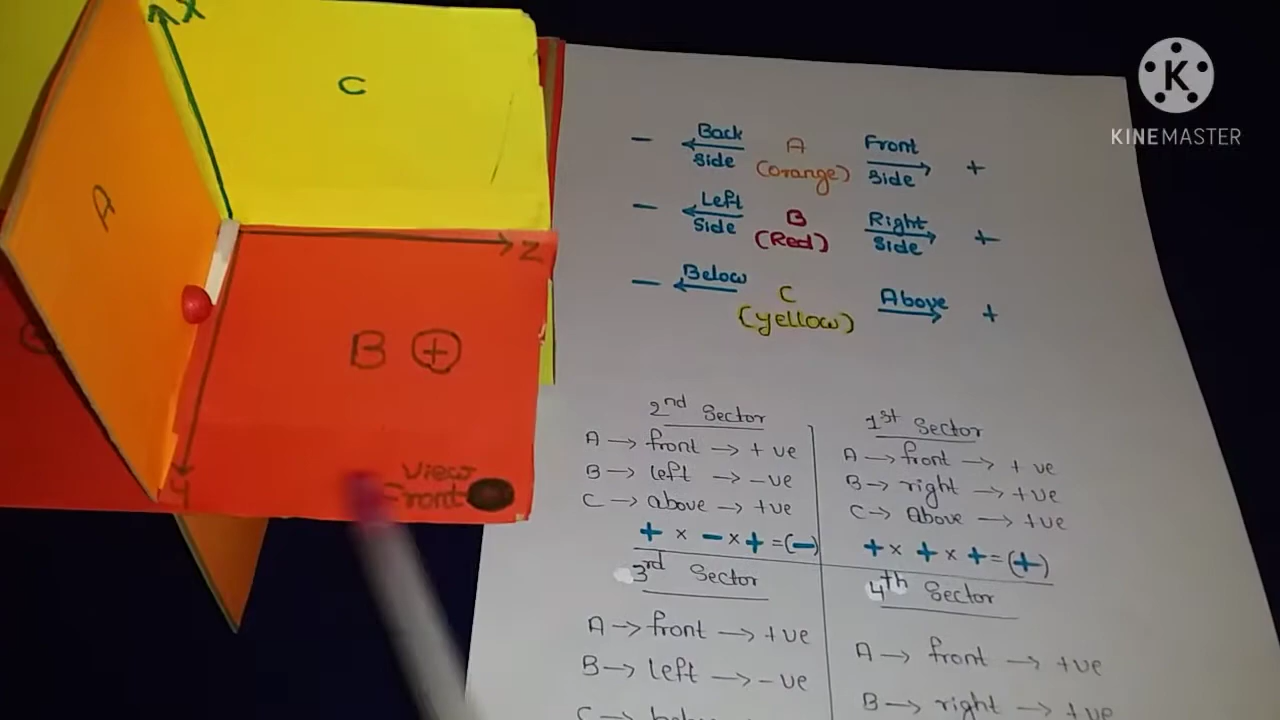 X
C
A
Z
B +
Y
View
Front
K
KINEMASTER
- Back Side A (orange) Front Side +
- Left Side B (Red) Right Side +
- Below C (yellow) Above +
2nd Sector
A → front → +ve
B → left → -ve
C → above → +ve
+ × - × + = (-)
1st Sector
A → front → +ve
B → right → +ve
C → Above → +ve
+ × + × + = (+)
3rd Sector
A → front → +ve
B → left → -ve
C →
4th Sector
A → front → +ve
B → right → +ve